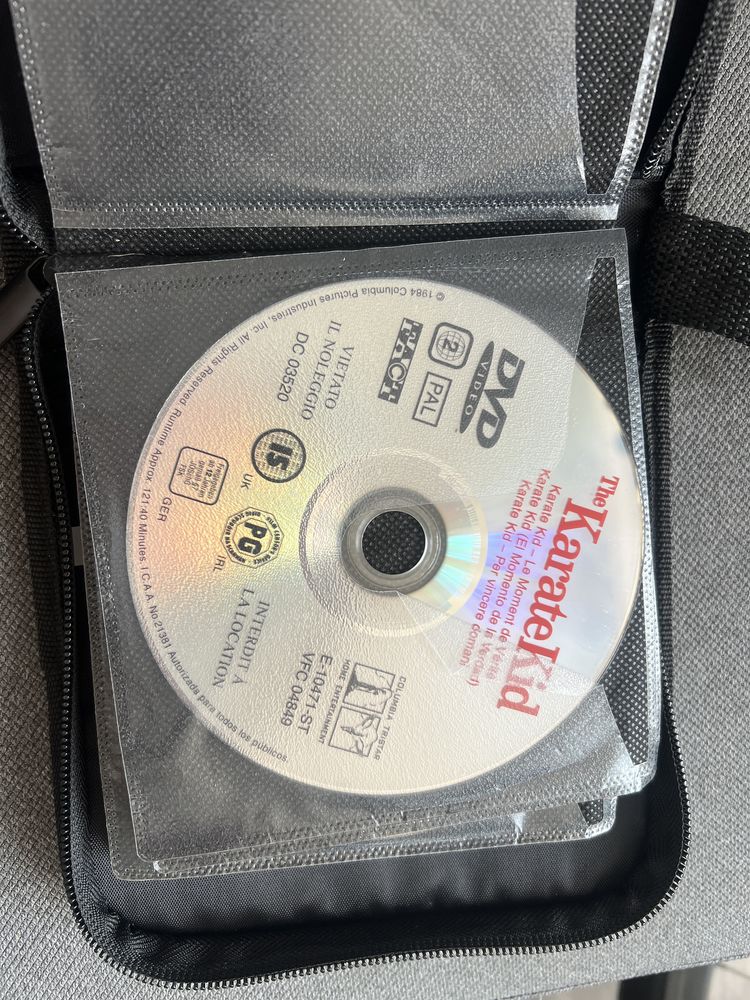 DVD
VIDEO
2
PAL
The
Karate Kid
Karate Kid – Le Moment de Vérité
Karate Kid (El Momento de la Verdad)
Karate Kid – Per vincere domani
VIETATO
IL NOLEGGIO
DC 03520
15
UK
GER
PG
IRL
INTERDIT A
LA LOCATION
E-10471-ST
VFC 04849
COLUMBIA TRISTAR
HOME ENTERTAINMENT
© 1984 Columbia Pictures Industries, Inc. All Rights Reserved. Runtime Approx. 121:40 Minutes. I.C.A.A. No.21381 Autorizada para todos los públicos.